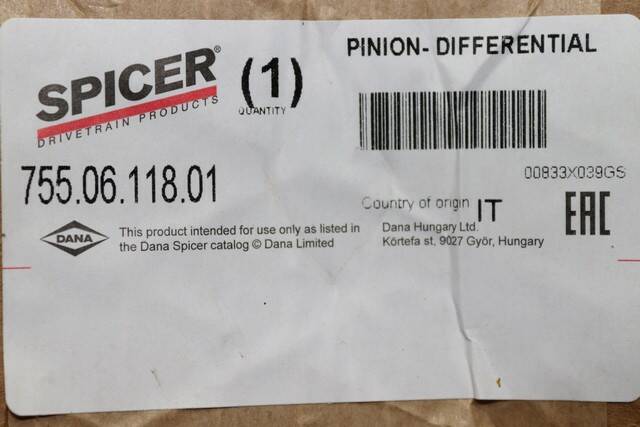 SPICER®
DRIVETRAIN PRODUCTS
(1)
QUANTITY
PINION- DIFFERENTIAL
755.06.118.01
00833X039GS
Country of origin IT
EAC
DANA
This product intended for use only as listed in
the Dana Spicer catalog © Dana Limited
Dana Hungary Ltd.
Körtefa st, 9027 Győr, Hungary